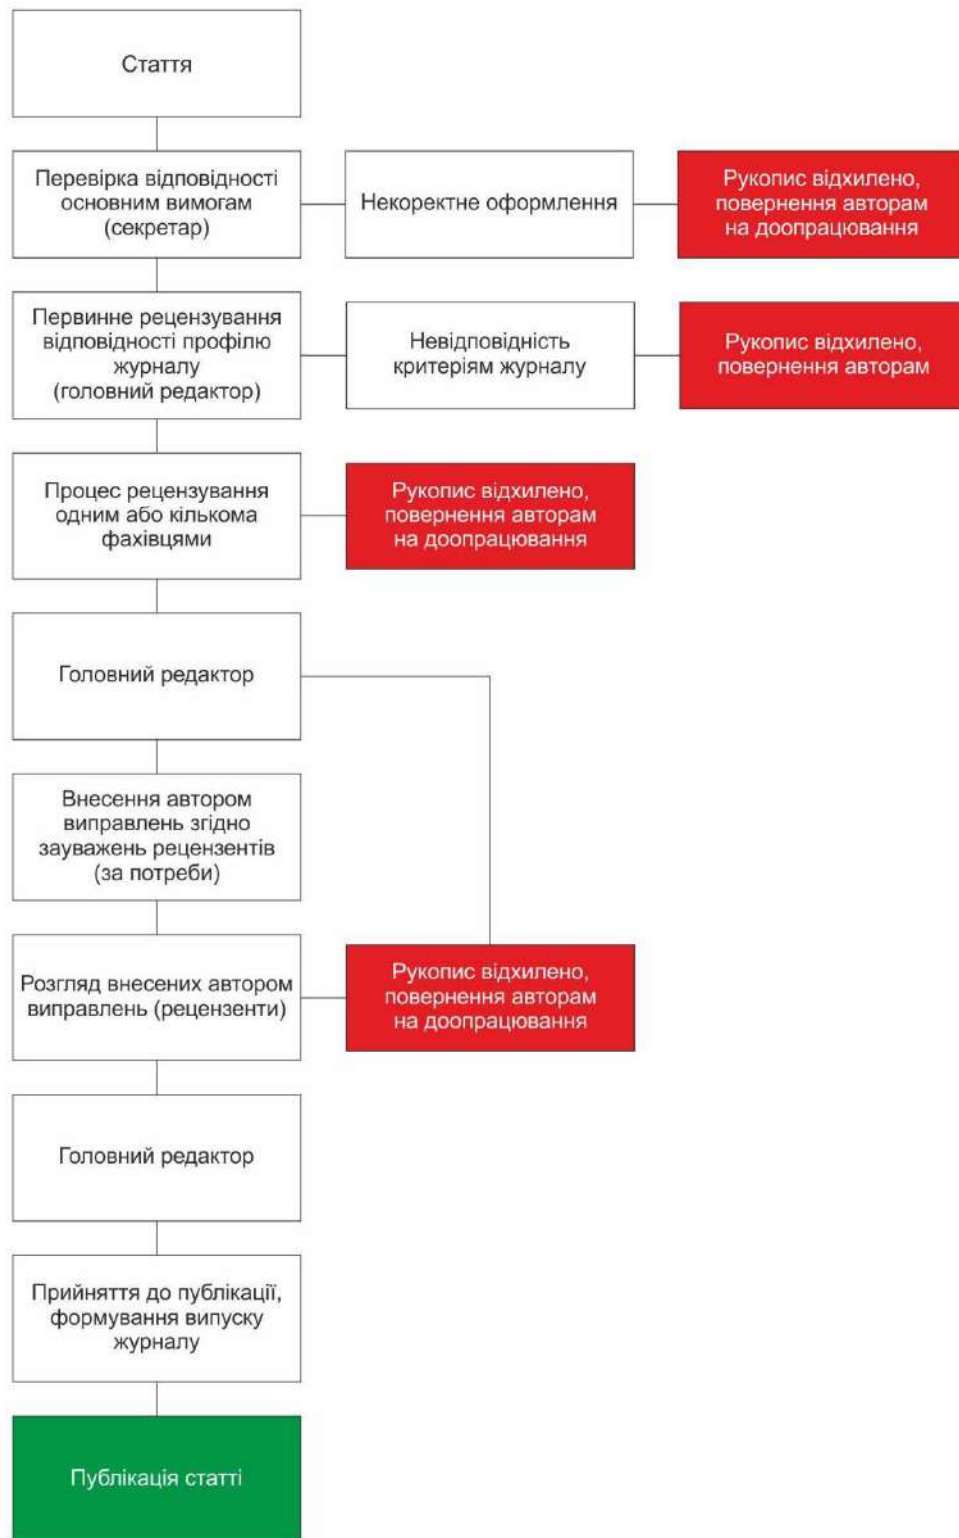 Стаття
Перевірка відповідності
основним вимогам
(секретар)
Некоректне оформлення
Рукопис відхилено,
повернення авторам
на доопрацювання
Первинне рецензування
відповідності профілю
журналу
(головний редактор)
Невідповідність
критеріям журналу
Рукопис відхилено,
повернення авторам
Процес рецензування
одним або кількома
фахівцями
Рукопис відхилено,
повернення авторам
на доопрацювання
Головний редактор
Внесення автором
виправлень згідно
зауважень рецензентів
(за потреби)
Розгляд внесених автором
виправлень (рецензенти)
Рукопис відхилено,
повернення авторам
на доопрацювання
Головний редактор
Прийняття до публікації,
формування випуску
журналу
Публікація статті